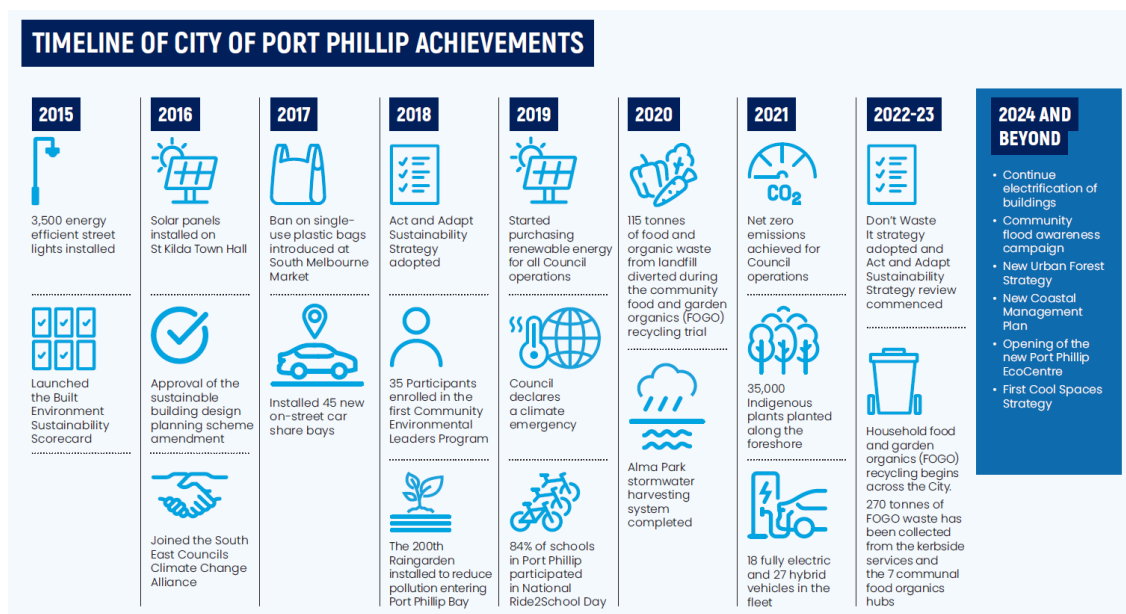 TIMELINE OF CITY OF PORT PHILLIP ACHIEVEMENTS
2015
3,500 energy
efficient street
lights installed
Launched
the Built
Environment
Sustainability
Scorecard
2016
Solar panels
installed on
St Kilda Town Hall
Approval of the
sustainable
building design
planning scheme
amendment
Joined the South
East Councils
Climate Change
Alliance
2017
Ban on single-
use plastic bags
introduced at
South Melbourne
Market
Installed 45 new
on-street car
share bays
2018
Act and Adapt
Sustainability
Strategy
adopted
35 Participants
enrolled in the
first Community
Environmental
Leaders Program
The 200th
Raingarden
installed to reduce
pollution entering
Port Phillip Bay
2019
Started
purchasing
renewable energy
for all Council
operations
Council
declares
a climate
emergency
84% of schools
in Port Phillip
participated
in National
Ride2School Day
2020
115 tonnes
of food and
organic waste
from landfill
diverted during
the community
food and garden
organics (FOGO)
recycling trial
Alma Park
stormwater
harvesting
system
completed
2021
CO2
Net zero
emissions
achieved for
Council
operations
35,000
Indigenous
plants planted
along the
foreshore
18 fully electric
and 27 hybrid
vehicles in the
fleet
2022-23
Don't Waste
It strategy
adopted and
Act and Adapt
Sustainability
Strategy review
commenced
Household food
and garden
organics (FOGO)
recycling begins
across the City.
270 tonnes of
FOGO waste has
been collected
from the kerbside
services and
the 7 communal
food organics
hubs
2024 AND
BEYOND
• Continue
electrification of
buildings
• Community
flood awareness
campaign
• New Urban Forest
Strategy
• New Coastal
Management
Plan
• Opening of the
new Port Phillip
EcoCentre
• First Cool Spaces
Strategy